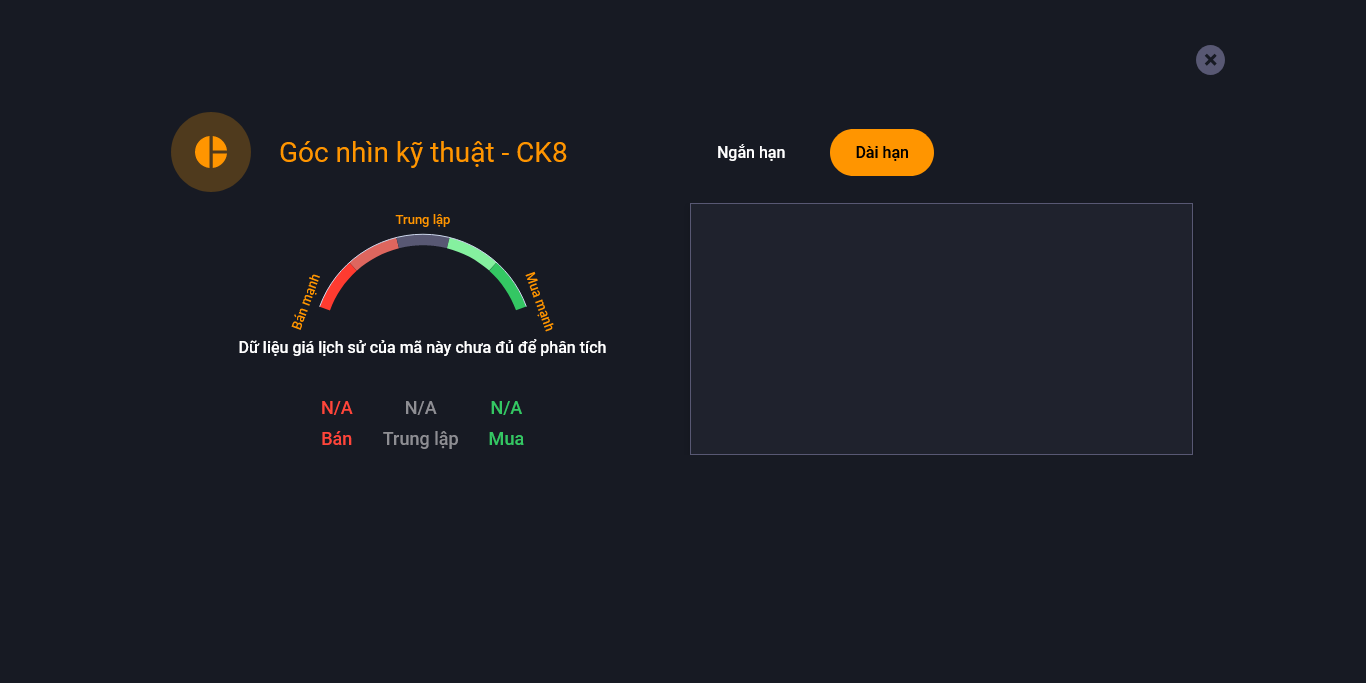 Góc nhìn kỹ thuật - CK8
Ngắn hạn
Dài hạn
Trung lập
Bán mạnh
Mua mạnh
Dữ liệu giá lịch sử của mã này chưa đủ để phân tích
N/A N/A N/A
Bán Trung lập Mua